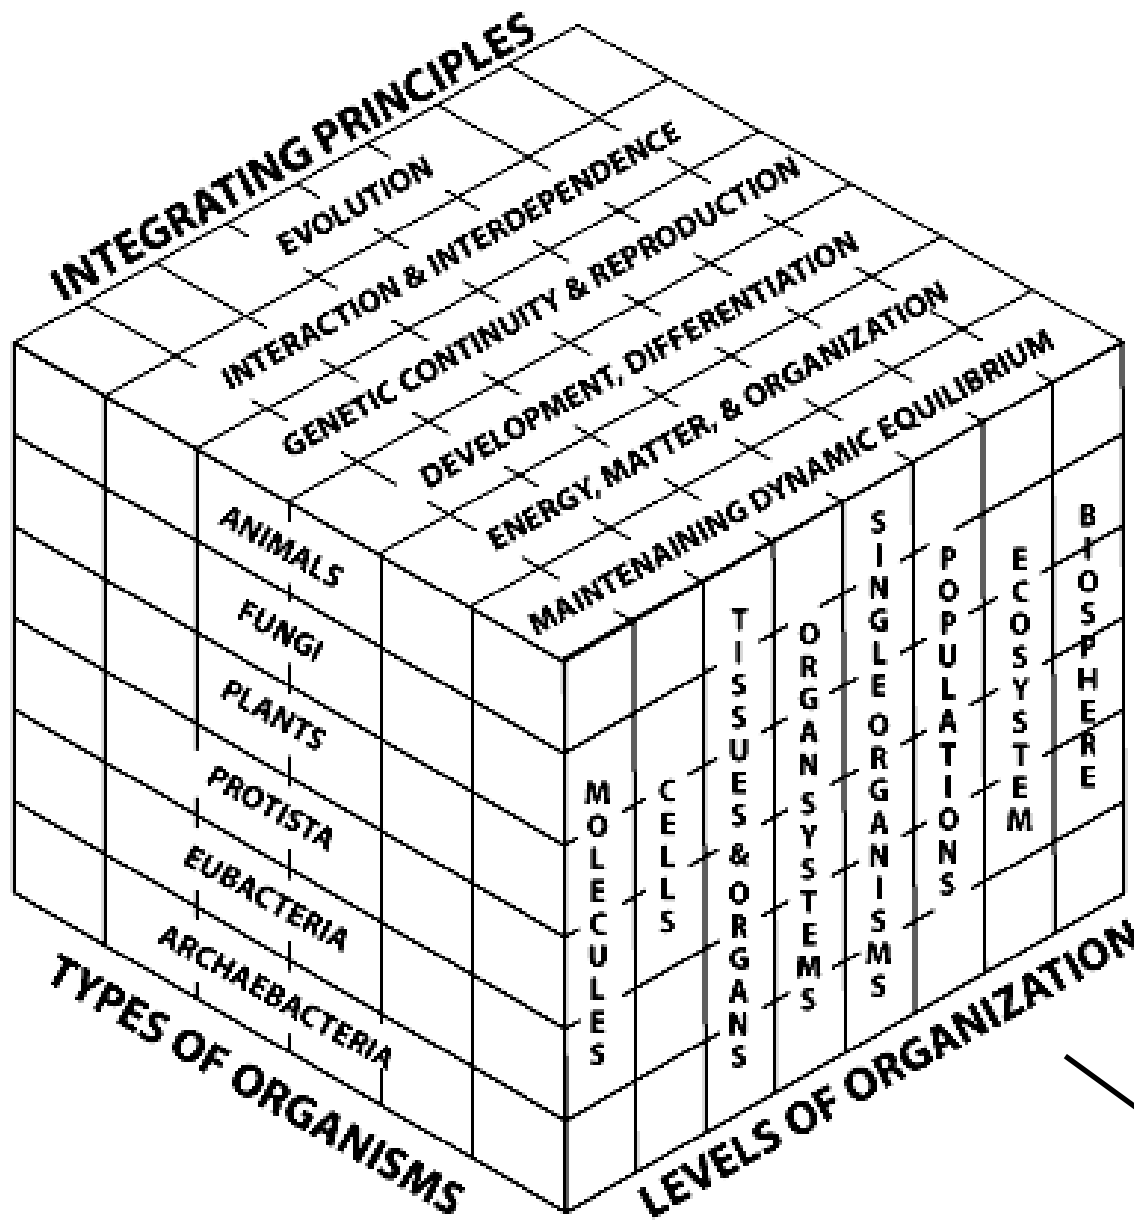 INTEGRATING PRINCIPLES
EVOLUTION
INTERACTION & INTERDEPENDENCE
GENETIC CONTINUITY & REPRODUCTION
DEVELOPMENT, DIFFERENTIATION
ENERGY, MATTER, & ORGANIZATION
MAINTENAINING DYNAMIC EQUILIBRIUM
ANIMALS
FUNGI
PLANTS
PROTISTA
EUBACTERIA
ARCHAEBACTERIA
TYPES OF ORGANISMS
MOLECULES
CELLS
TISSUES & ORGANS
ORGAN SYSTEMS
SINGLE ORGANISMS
POPULATIONS
ECOSYSTEM
BIOSPHERE
LEVELS OF ORGANIZATION